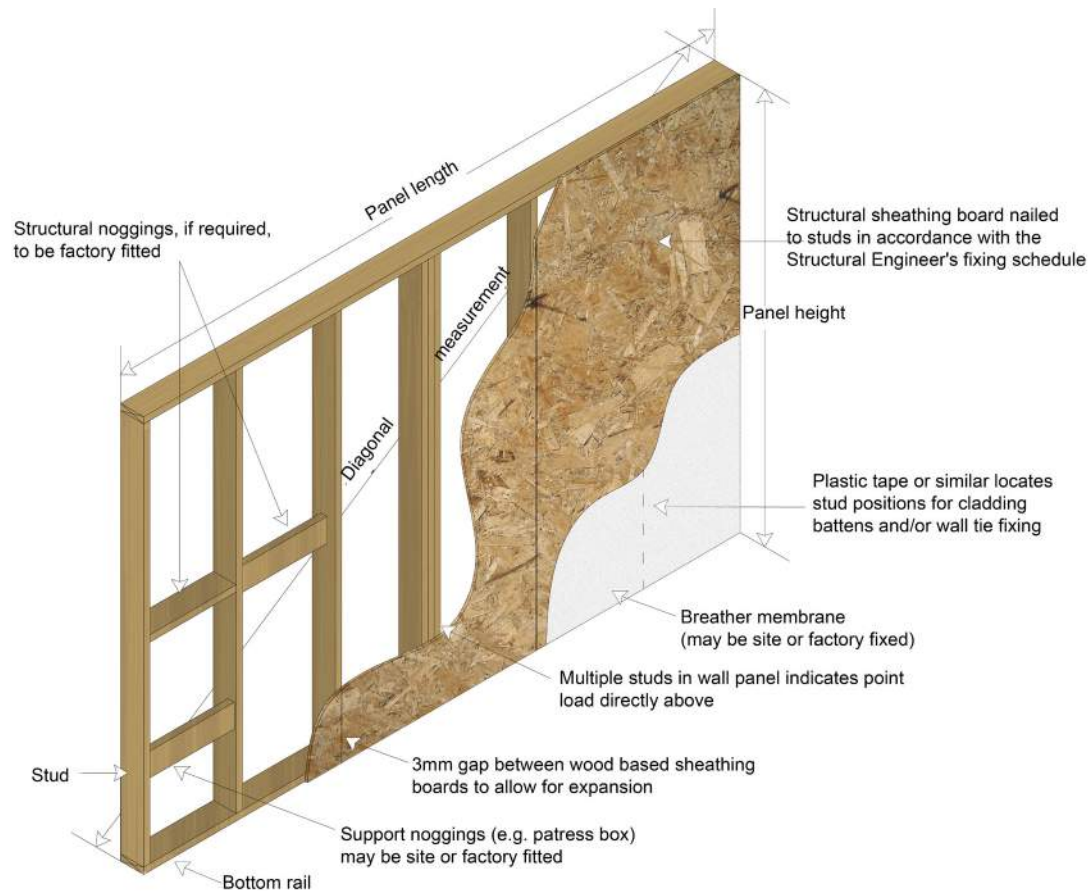 Panel length
Structural noggings, if required,
to be factory fitted
Structural sheathing board nailed
to studs in accordance with the
Structural Engineer's fixing schedule
Panel height
measurement
Diagonal
Plastic tape or similar locates
stud positions for cladding
battens and/or wall tie fixing
Breather membrane
(may be site or factory fixed)
Multiple studs in wall panel indicates point
load directly above
3mm gap between wood based sheathing
boards to allow for expansion
Stud
Support noggings (e.g. patress box)
may be site or factory fitted
Bottom rail